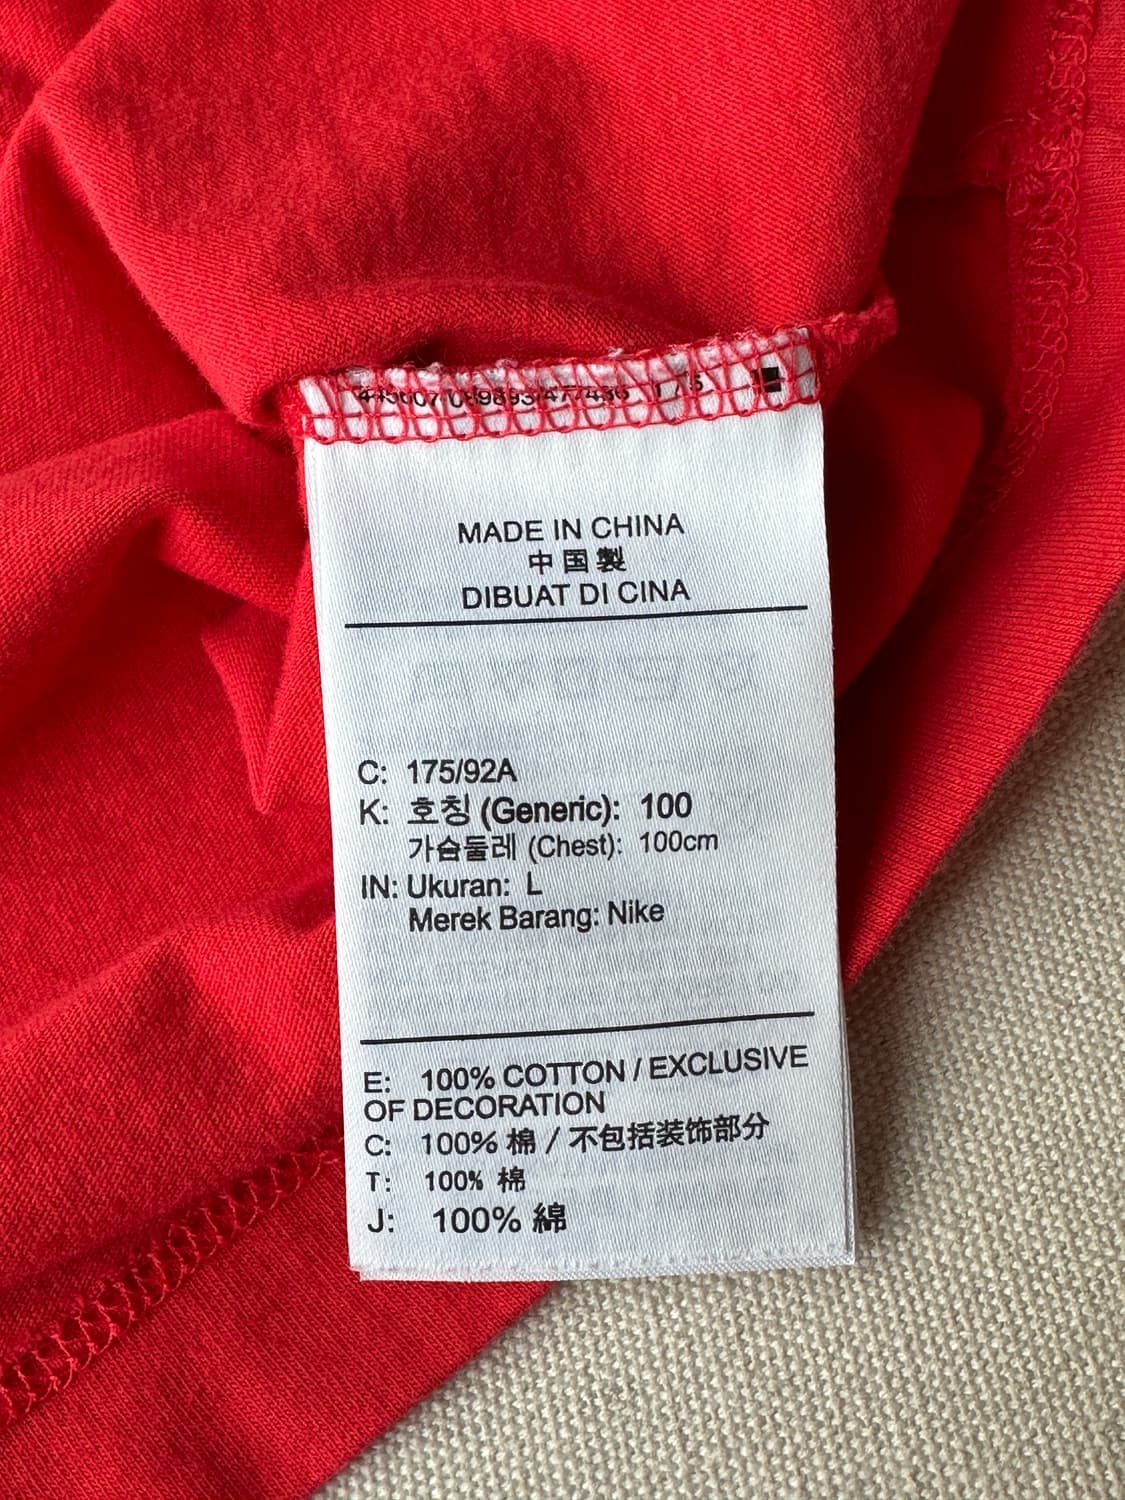 MADE IN CHINA
中国製
DIBUAT DI CINA
C: 175/92A
K: 호칭 (Generic): 100
가슴둘레 (Chest): 100cm
IN: Ukuran: L
Merek Barang: Nike
E: 100% COTTON / EXCLUSIVE
OF DECORATION
C: 100% 棉 / 不包括装饰部分
T: 100% 棉
J: 100% 綿